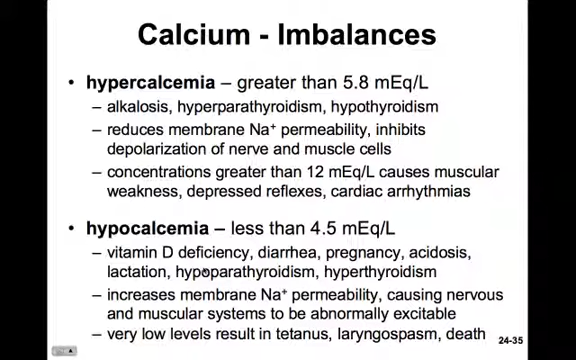 Calcium - Imbalances
• hypercalcemia – greater than 5.8 mEq/L
– alkalosis, hyperparathyroidism, hypothyroidism
– reduces membrane Na⁺ permeability, inhibits
depolarization of nerve and muscle cells
– concentrations greater than 12 mEq/L causes muscular
weakness, depressed reflexes, cardiac arrhythmias
• hypocalcemia – less than 4.5 mEq/L
– vitamin D deficiency, diarrhea, pregnancy, acidosis,
lactation, hypoparathyroidism, hyperthyroidism
– increases membrane Na⁺ permeability, causing nervous
and muscular systems to be abnormally excitable
– very low levels result in tetanus, laryngospasm, death
24-35